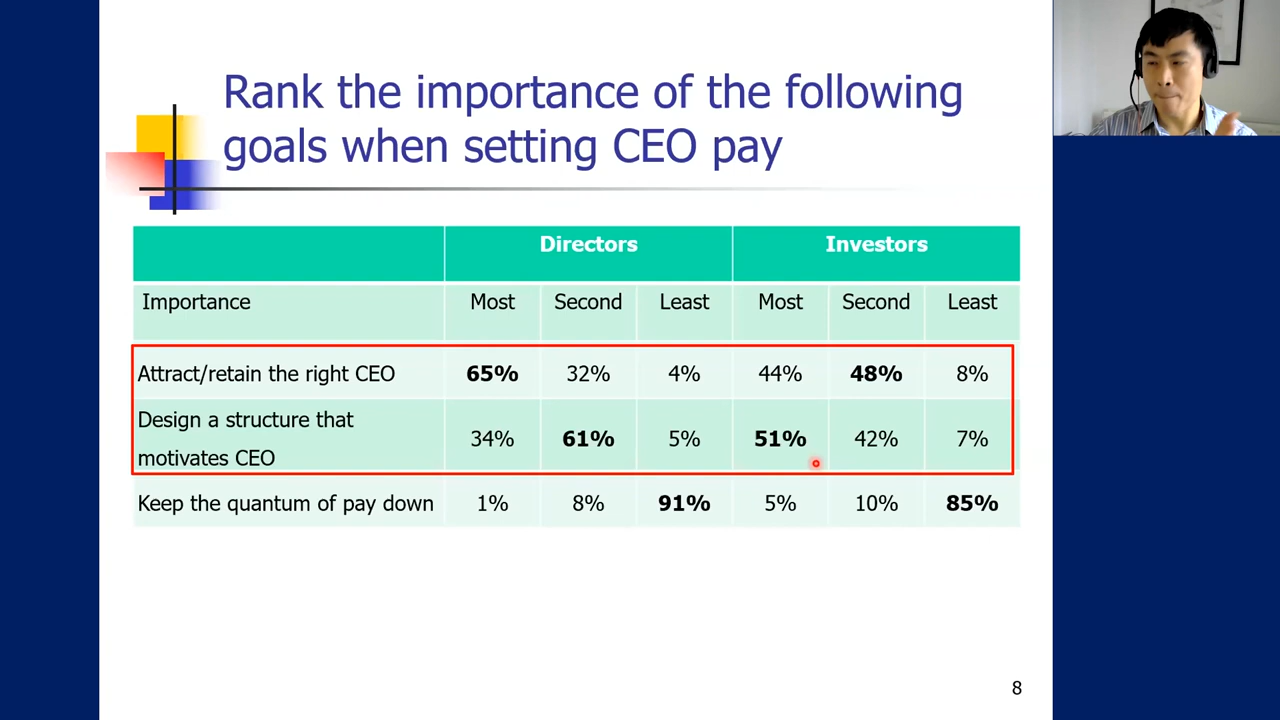 Rank the importance of the following
goals when setting CEO pay
Directors Investors
Importance Most Second Least Most Second Least
Attract/retain the right CEO 65% 32% 4% 44% 48% 8%
Design a structure that
motivates CEO 34% 61% 5% 51% 42% 7%
Keep the quantum of pay down 1% 8% 91% 5% 10% 85%
8